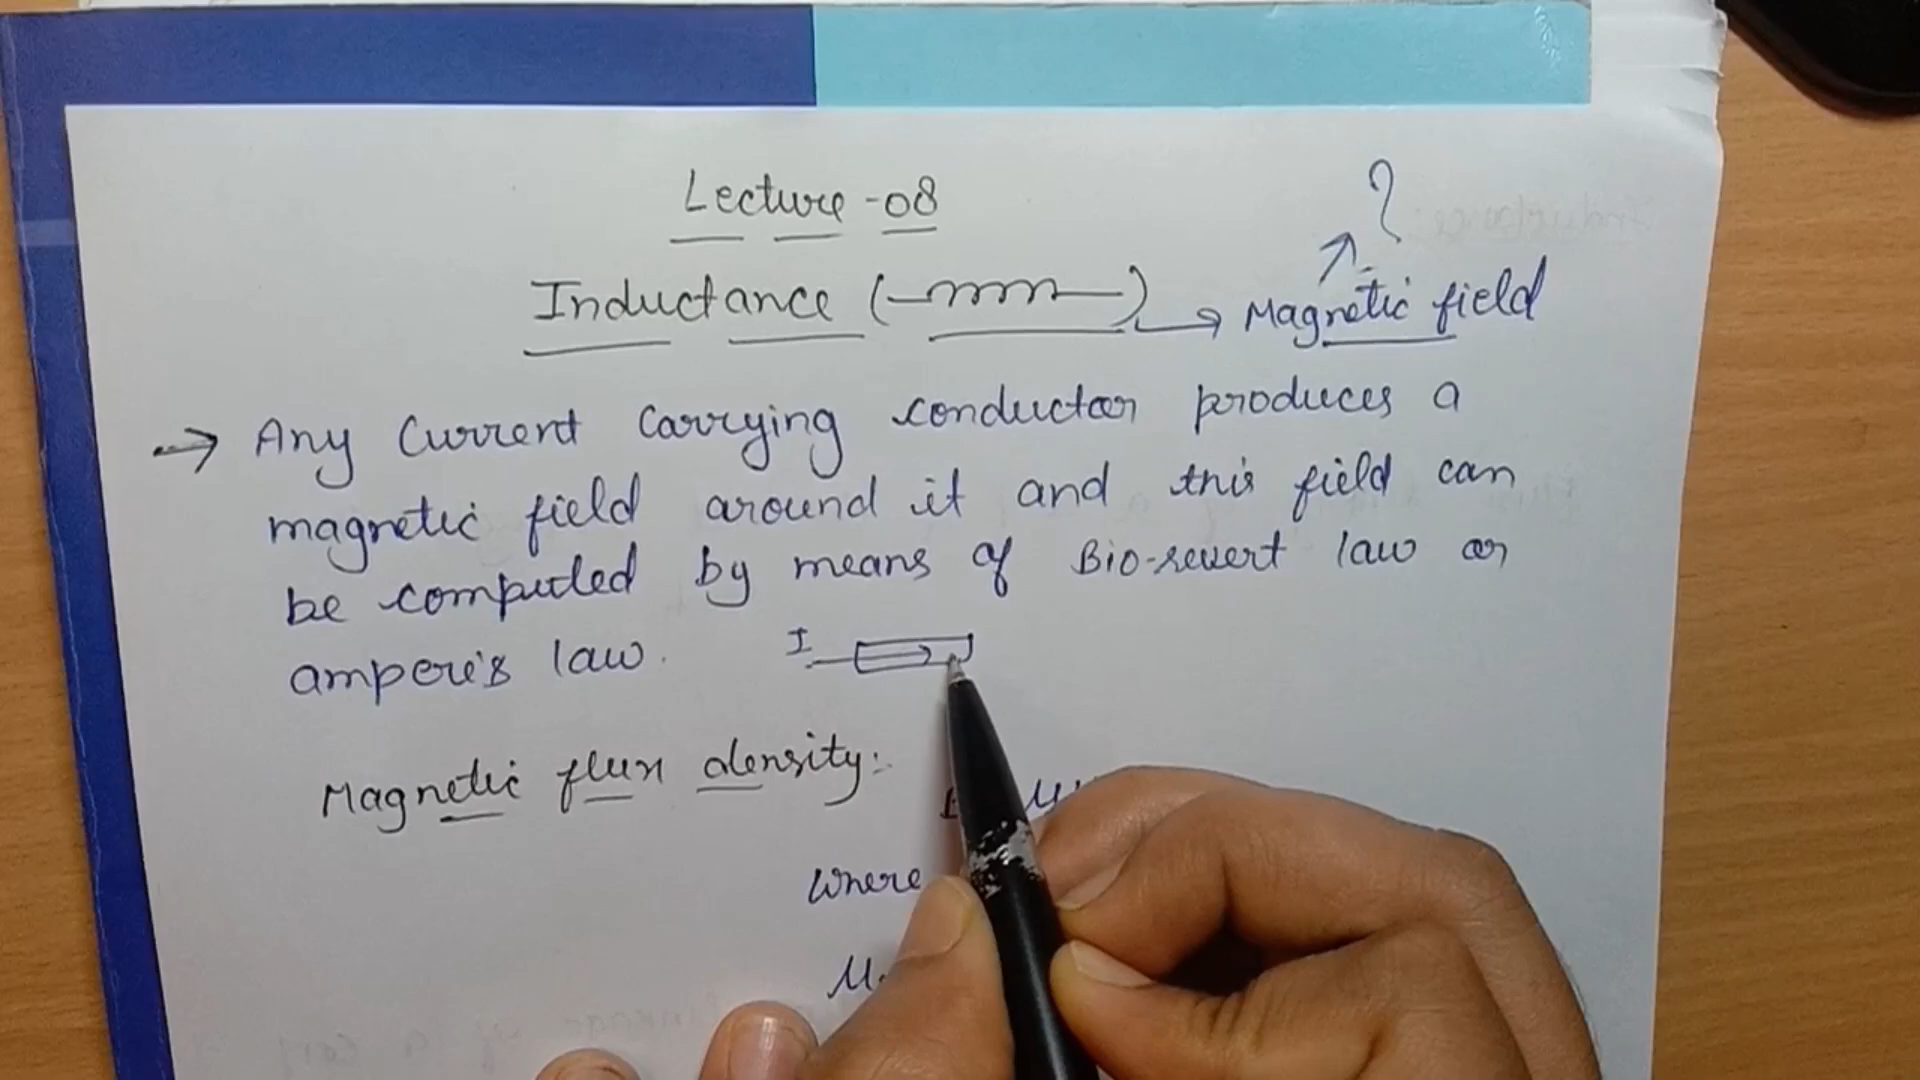 Lecture -08
Inductance ( ) → Magnetic field ?
→ Any Current Carrying conductor produces a
magnetic field around it and this field can
be computed by means of Bio-severt law or
ampere's law.
I
Magnetic flux density:
Where